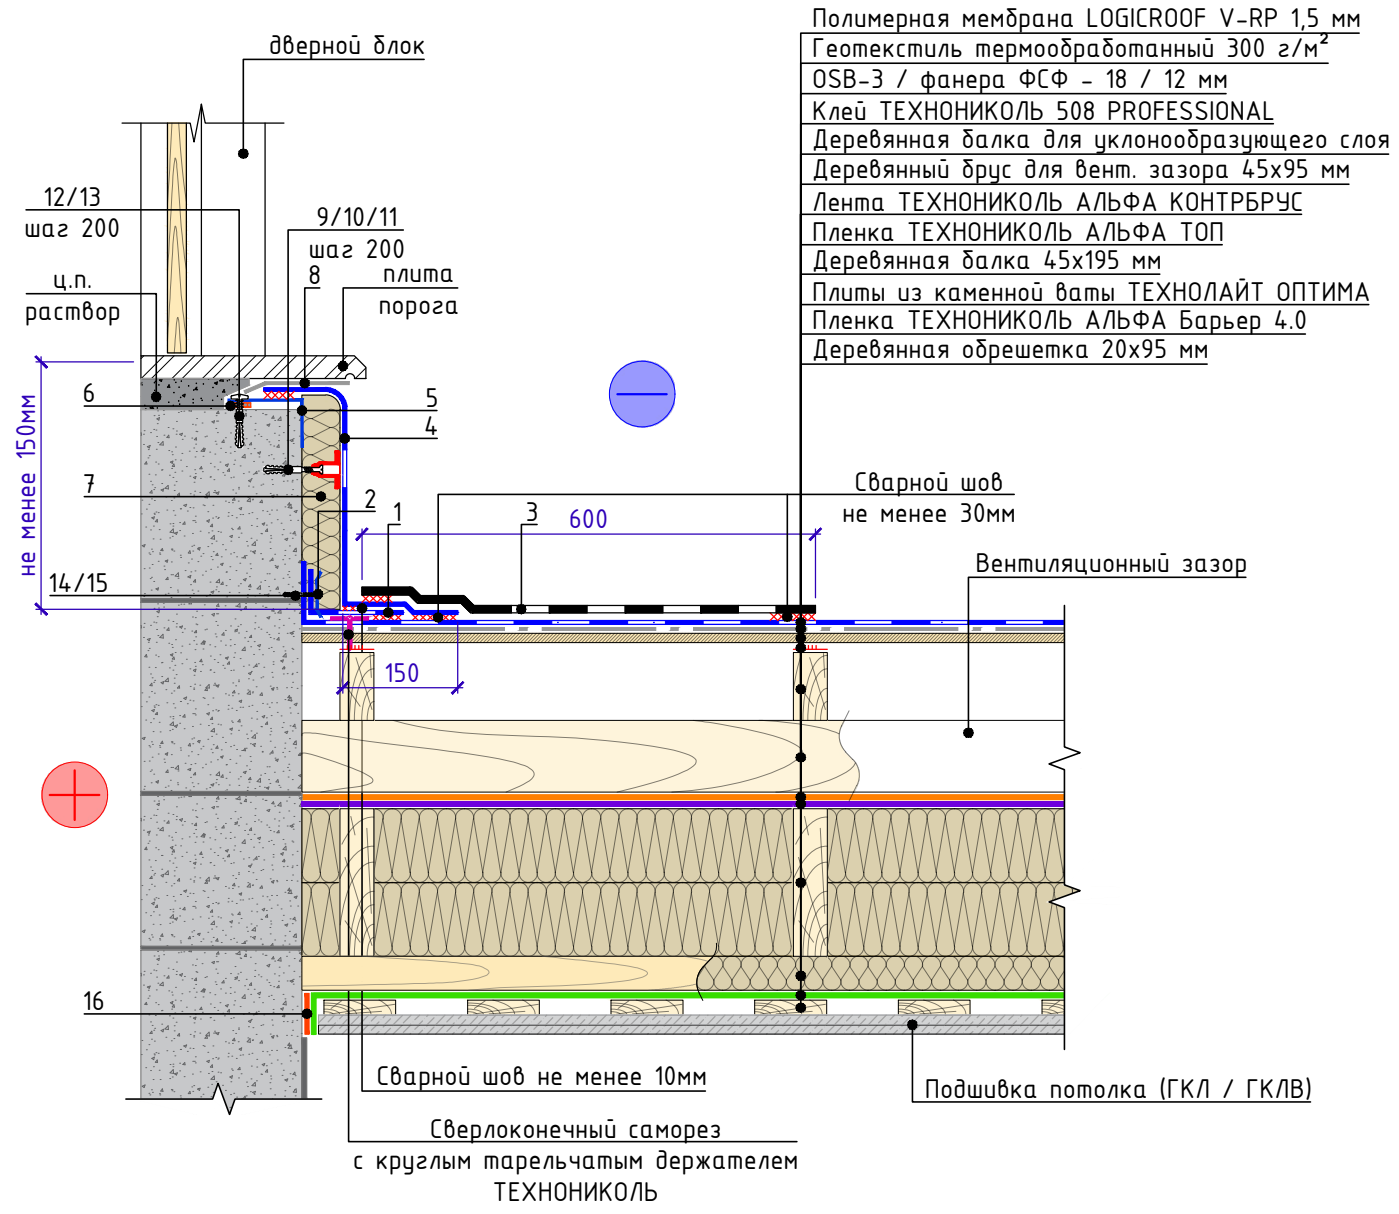 Полимерная мембрана LOGICROOF V-RP 1,5 мм
Геотекстиль термообработанный 300 г/м²
OSB-3 / фанера ФСФ - 18 / 12 мм
Клей ТЕХНОНИКОЛЬ 508 PROFESSIONAL
Деревянная балка для уклонообразующего слоя
Деревянный брус для вент. зазора 45х95 мм
Лента ТЕХНОНИКОЛЬ АЛЬФА КОНТРБРУС
Пленка ТЕХНОНИКОЛЬ АЛЬФА ТОП
Деревянная балка 45х195 мм
Плиты из каменной ваты ТЕХНОЛАЙТ ОПТИМА
Пленка ТЕХНОНИКОЛЬ АЛЬФА Барьер 4.0
Деревянная обрешетка 20х95 мм
дверной блок
12/13
шаг 200
9/10/11
шаг 200
8
плита
порога
ц.п.
раствор
6
5
4
не менее 150мм
7
2
1
3
600
Сварной шов
не менее 30мм
14/15
Вентиляционный зазор
150
16
Сварной шов не менее 10мм
Подшивка потолка (ГКЛ / ГКЛВ)
Сверлоконечный саморез
с круглым тарельчатым держателем
ТЕХНОНИКОЛЬ